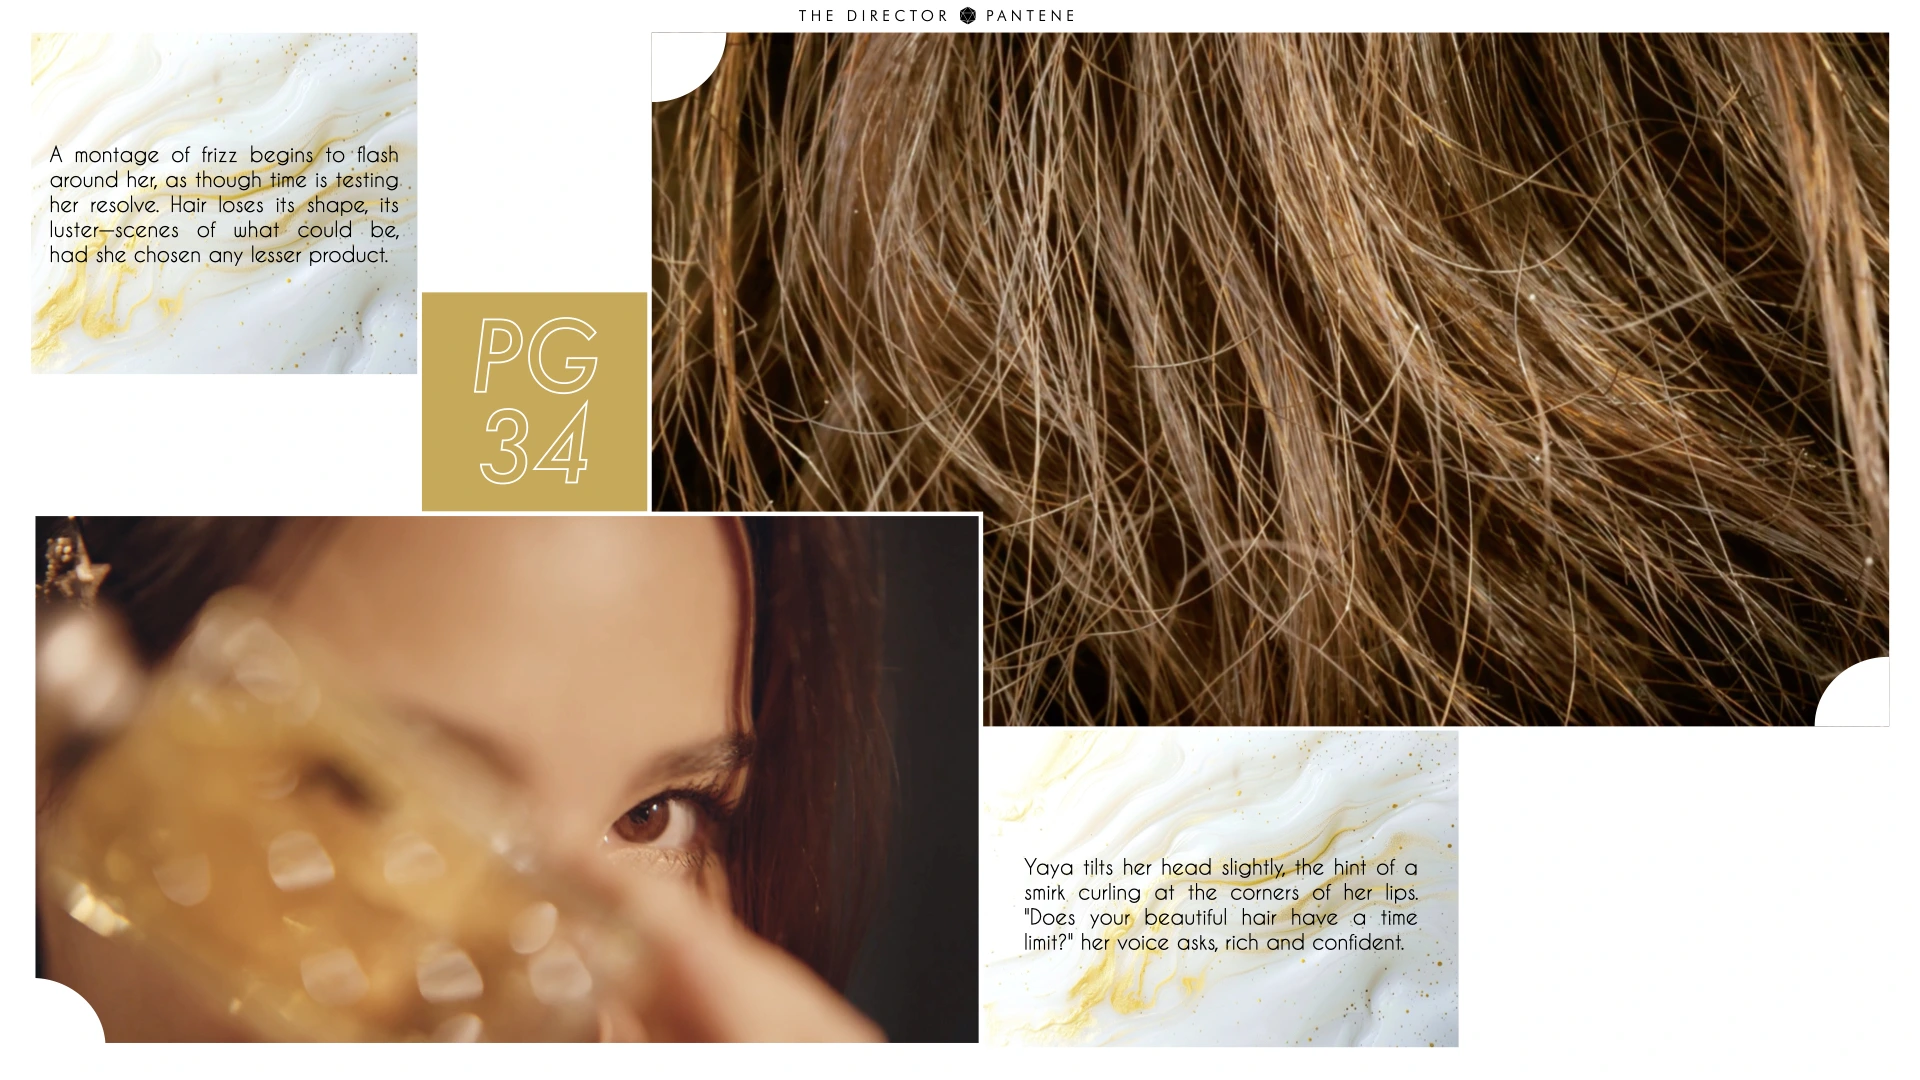 THE DIRECTOR PANTENE
A montage of frizz begins to flash
around her, as though time is testing
her resolve. Hair loses its shape, its
luster—scenes of what could be,
had she chosen any lesser product.
PG
34
Yaya tilts her head slightly, the hint of a
smirk curling at the corners of her lips.
"Does your beautiful hair have a time
limit?" her voice asks, rich and confident.